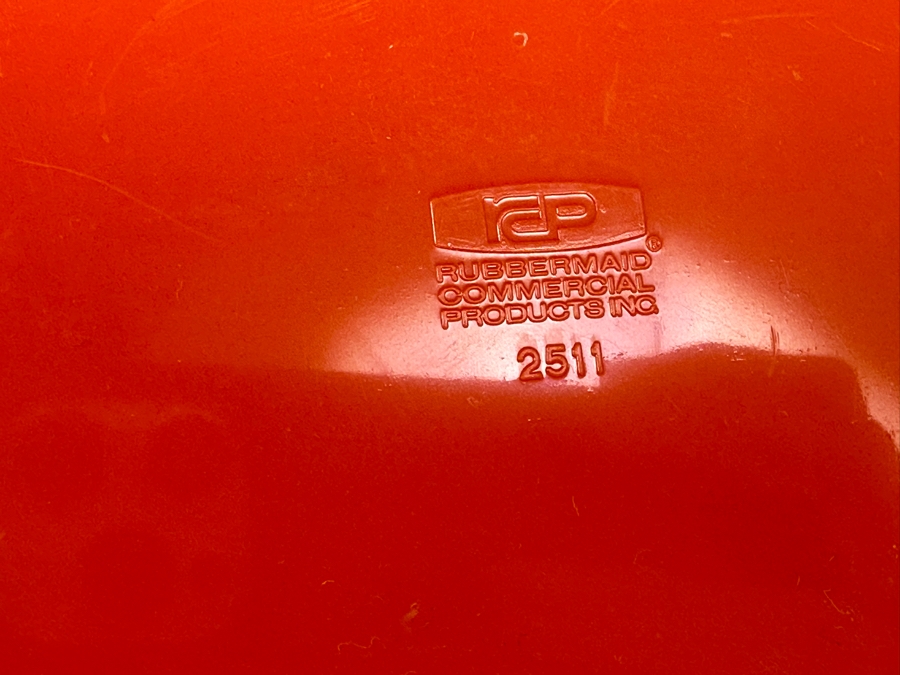 rcp
®
RUBBERMAID
COMMERCIAL
PRODUCTS INC.
2511